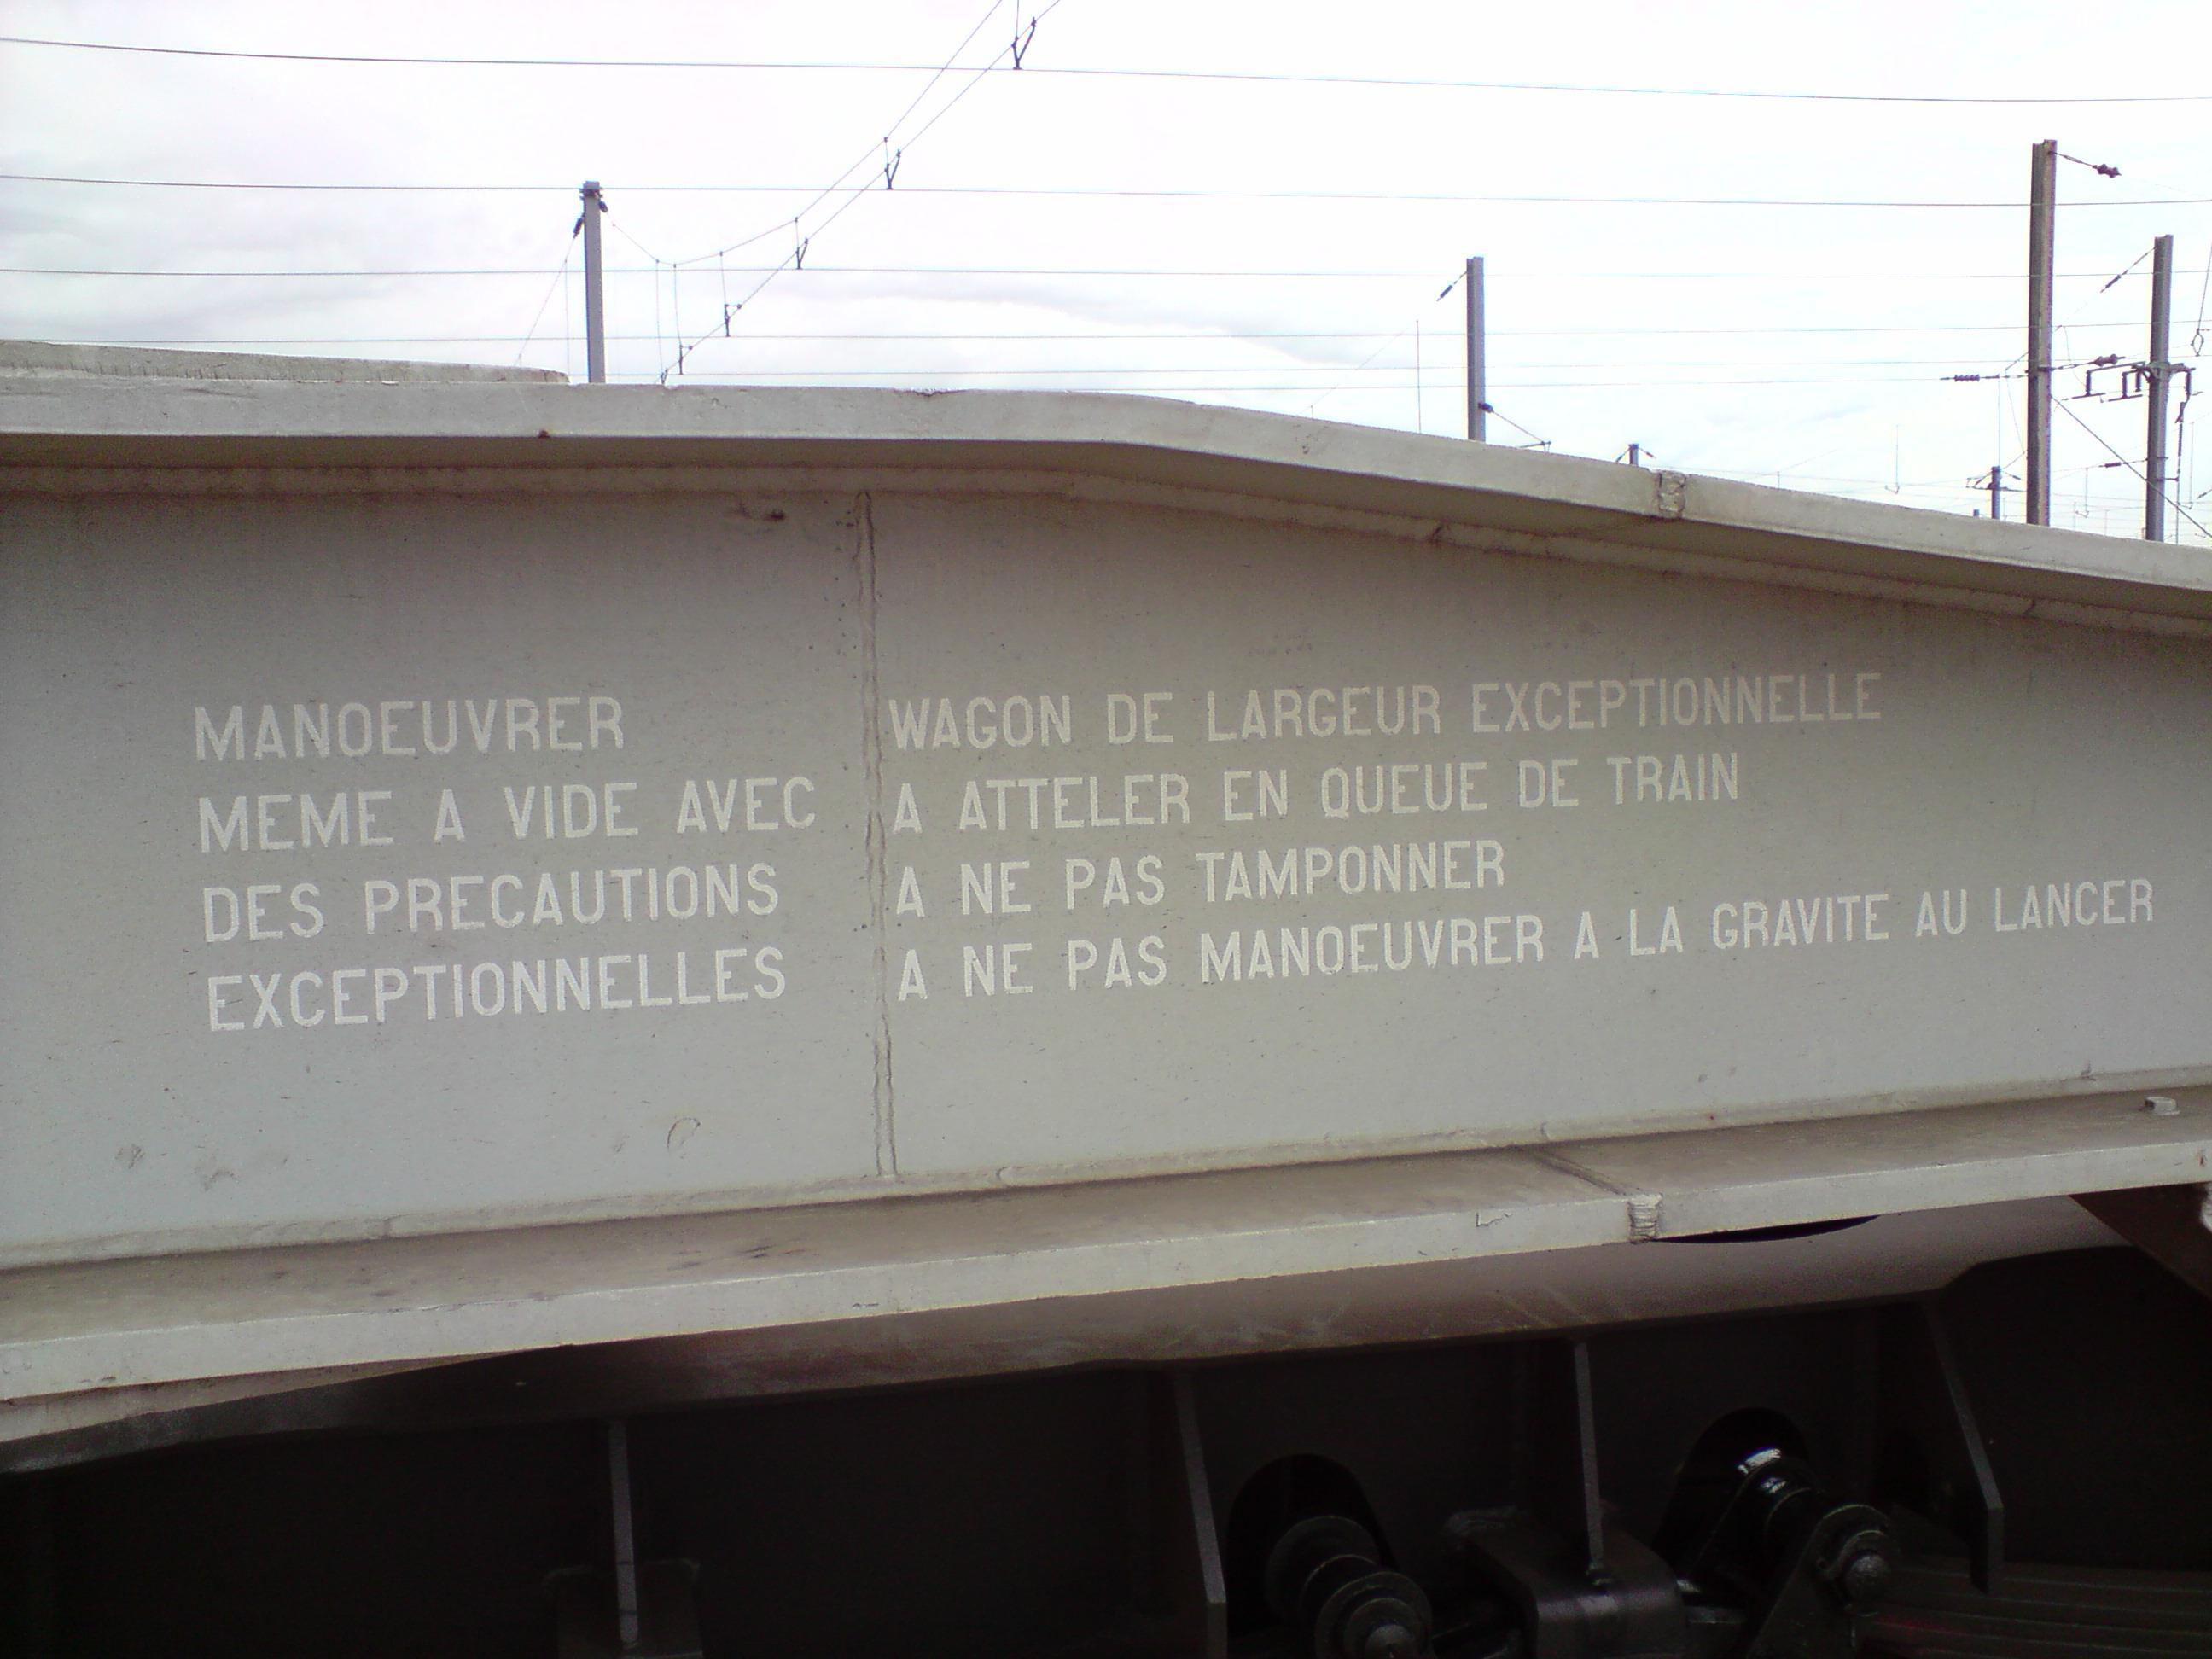 MANOEUVRER
MEME A VIDE AVEC
DES PRECAUTIONS
EXCEPTIONNELLES
WAGON DE LARGEUR EXCEPTIONNELLE
A ATTELER EN QUEUE DE TRAIN
A NE PAS TAMPONNER
A NE PAS MANOEUVRER A LA GRAVITE AU LANCER